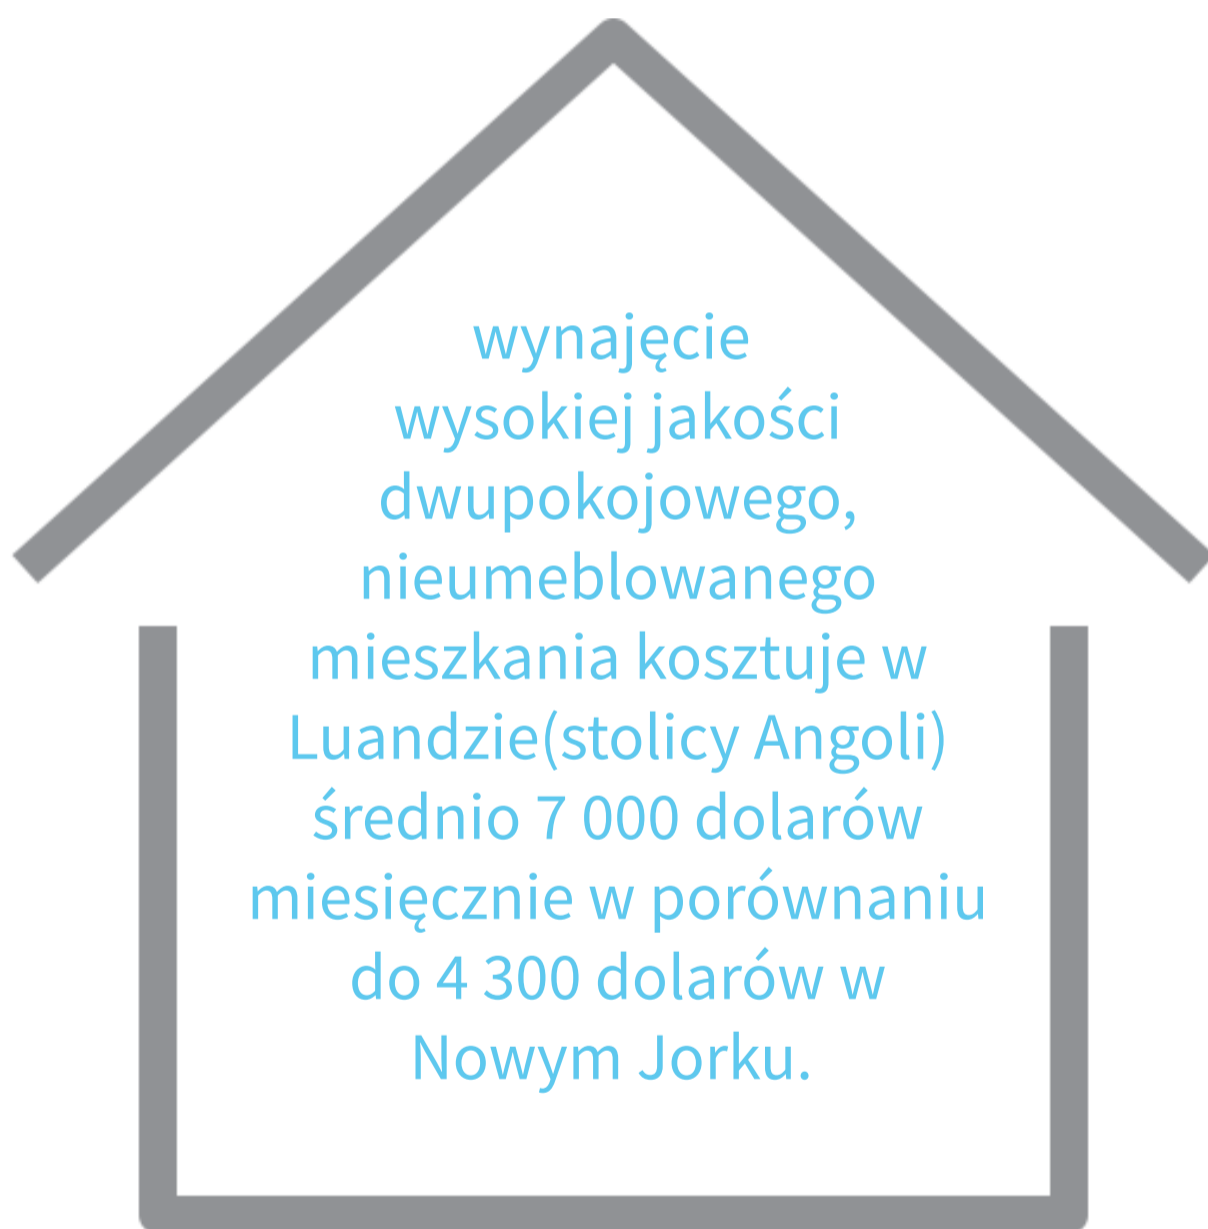 wynajęcie
wysokiej jakości
dwupokojowego,
nieumeblowanego
mieszkania kosztuje w
Luandzie(stolicy Angoli)
średnio 7 000 dolarów
miesięcznie w porównaniu
do 4 300 dolarów w
Nowym Jorku.